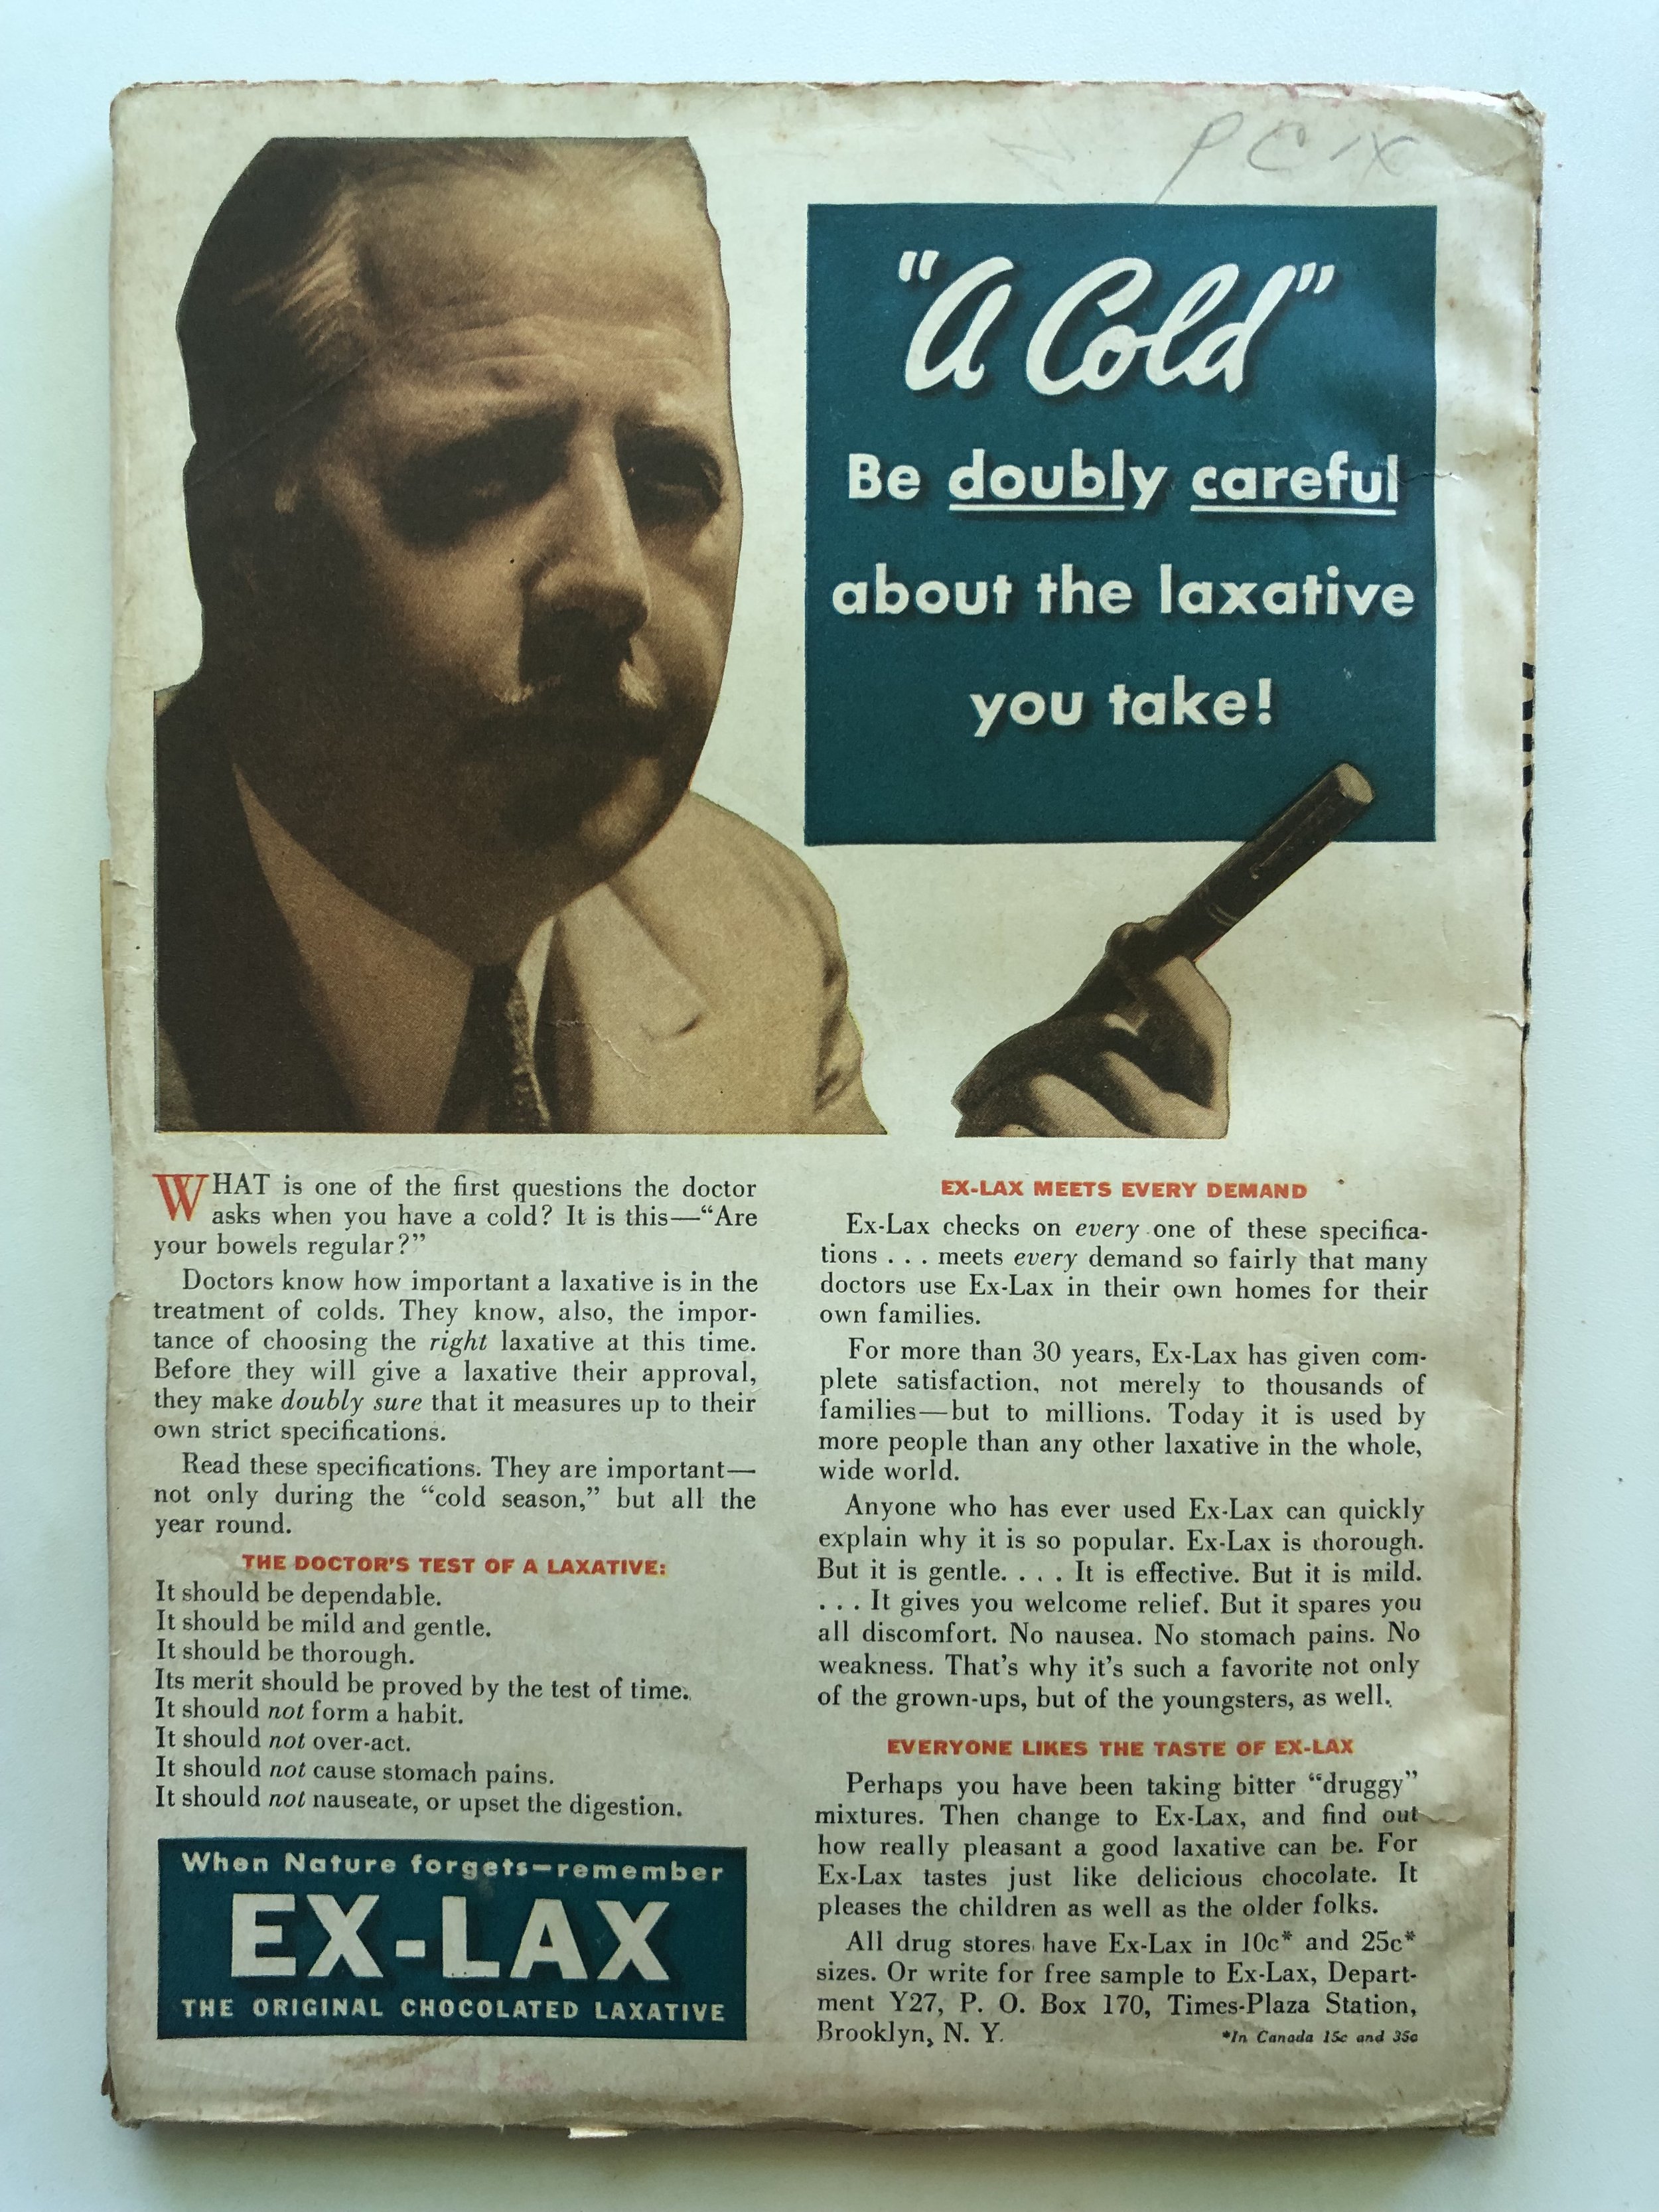 P C IX
"A Cold"
Be doubly careful
about the laxative
you take!
WHAT is one of the first questions the doctor
asks when you have a cold? It is this—“Are
your bowels regular?”
Doctors know how important a laxative is in the
treatment of colds. They know, also, the impor-
tance of choosing the right laxative at this time.
Before they will give a laxative their approval,
they make doubly sure that it measures up to their
own strict specifications.
Read these specifications. They are important—
not only during the “cold season,” but all the
year round.
THE DOCTOR'S TEST OF A LAXATIVE:
It should be dependable.
It should be mild and gentle.
It should be thorough.
Its merit should be proved by the test of time.
It should not form a habit.
It should not over-act.
It should not cause stomach pains.
It should not nauseate, or upset the digestion.
When Nature forgets—remember
EX-LAX
THE ORIGINAL CHOCOLATED LAXATIVE
EX-LAX MEETS EVERY DEMAND
Ex-Lax checks on every one of these specifica-
tions . . . meets every demand so fairly that many
doctors use Ex-Lax in their own homes for their
own families.
For more than 30 years, Ex-Lax has given com-
plete satisfaction, not merely to thousands of
families—but to millions. Today it is used by
more people than any other laxative in the whole,
wide world.
Anyone who has ever used Ex-Lax can quickly
explain why it is so popular. Ex-Lax is thorough.
But it is gentle. . . . It is effective. But it is mild.
. . . It gives you welcome relief. But it spares you
all discomfort. No nausea. No stomach pains. No
weakness. That's why it's such a favorite not only
of the grown-ups, but of the youngsters, as well.
EVERYONE LIKES THE TASTE OF EX-LAX
Perhaps you have been taking bitter “druggy”
mixtures. Then change to Ex-Lax, and find out
how really pleasant a good laxative can be. For
Ex-Lax tastes just like delicious chocolate. It
pleases the children as well as the older folks.
All drug stores have Ex-Lax in 10c* and 25c*
sizes. Or write for free sample to Ex-Lax, Depart-
ment Y27, P. O. Box 170, Times-Plaza Station,
Brooklyn, N. Y.
*In Canada 15c and 35c